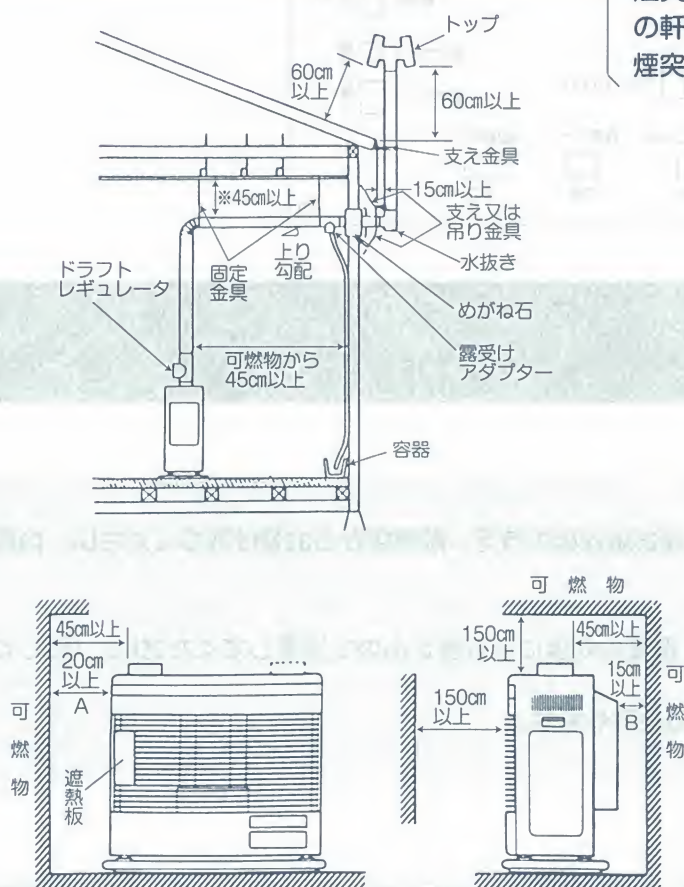 煙突
の軒
煙突
トップ
60㎝
以上
60㎝以上
支え金具
15㎝以上
※45㎝以上
支え又は
吊り金具
水抜き
上り
勾配
固定
金具
ドラフト
レギュレータ
めがね石
可燃物から
45㎝以上
露受け
アダプター
容器
可燃物
45㎝以上
20㎝
以上
A
可燃物
遮熱板
150㎝
以上
45㎝以上
15㎝
以上
B
可燃物
150㎝
以上